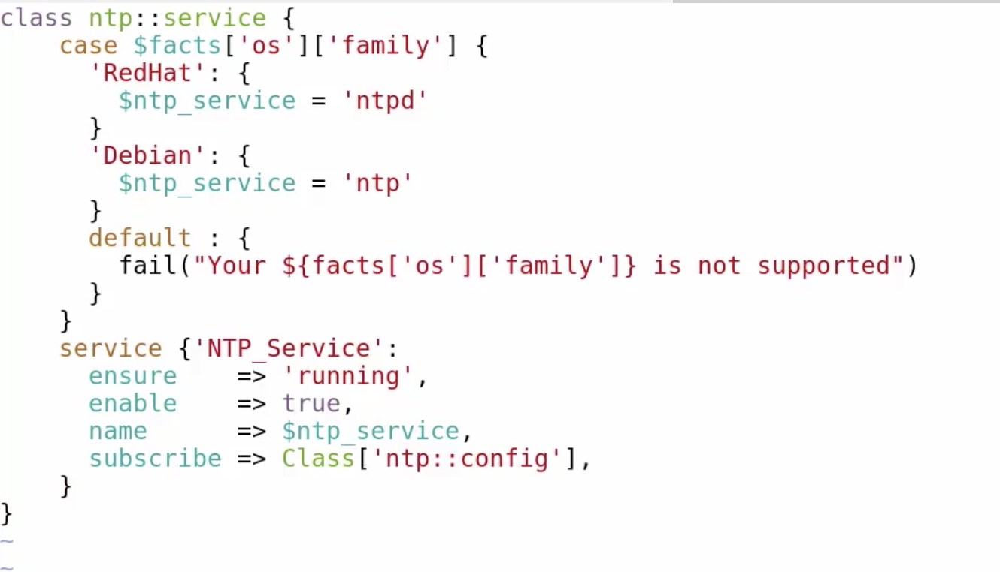 class ntp::service {
    case $facts['os']['family'] {
      'RedHat': {
        $ntp_service = 'ntpd'
      }
      'Debian': {
        $ntp_service = 'ntp'
      }
      default : {
        fail("Your ${facts['os']['family']} is not supported")
      }
    }
    service {'NTP_Service':
      ensure    => 'running',
      enable    => true,
      name      => $ntp_service,
      subscribe => Class['ntp::config'],
    }
}
~
~